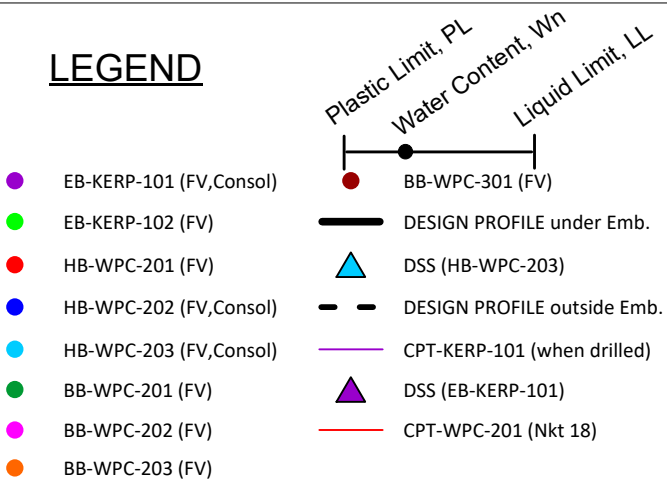 LEGEND
Plastic Limit, PL
Water Content, Wn
Liquid Limit, LL
EB-KERP-101 (FV,Consol)
EB-KERP-102 (FV)
HB-WPC-201 (FV)
HB-WPC-202 (FV,Consol)
HB-WPC-203 (FV,Consol)
BB-WPC-201 (FV)
BB-WPC-202 (FV)
BB-WPC-203 (FV)
BB-WPC-301 (FV)
DESIGN PROFILE under Emb.
DSS (HB-WPC-203)
DESIGN PROFILE outside Emb.
CPT-KERP-101 (when drilled)
DSS (EB-KERP-101)
CPT-WPC-201 (Nkt 18)